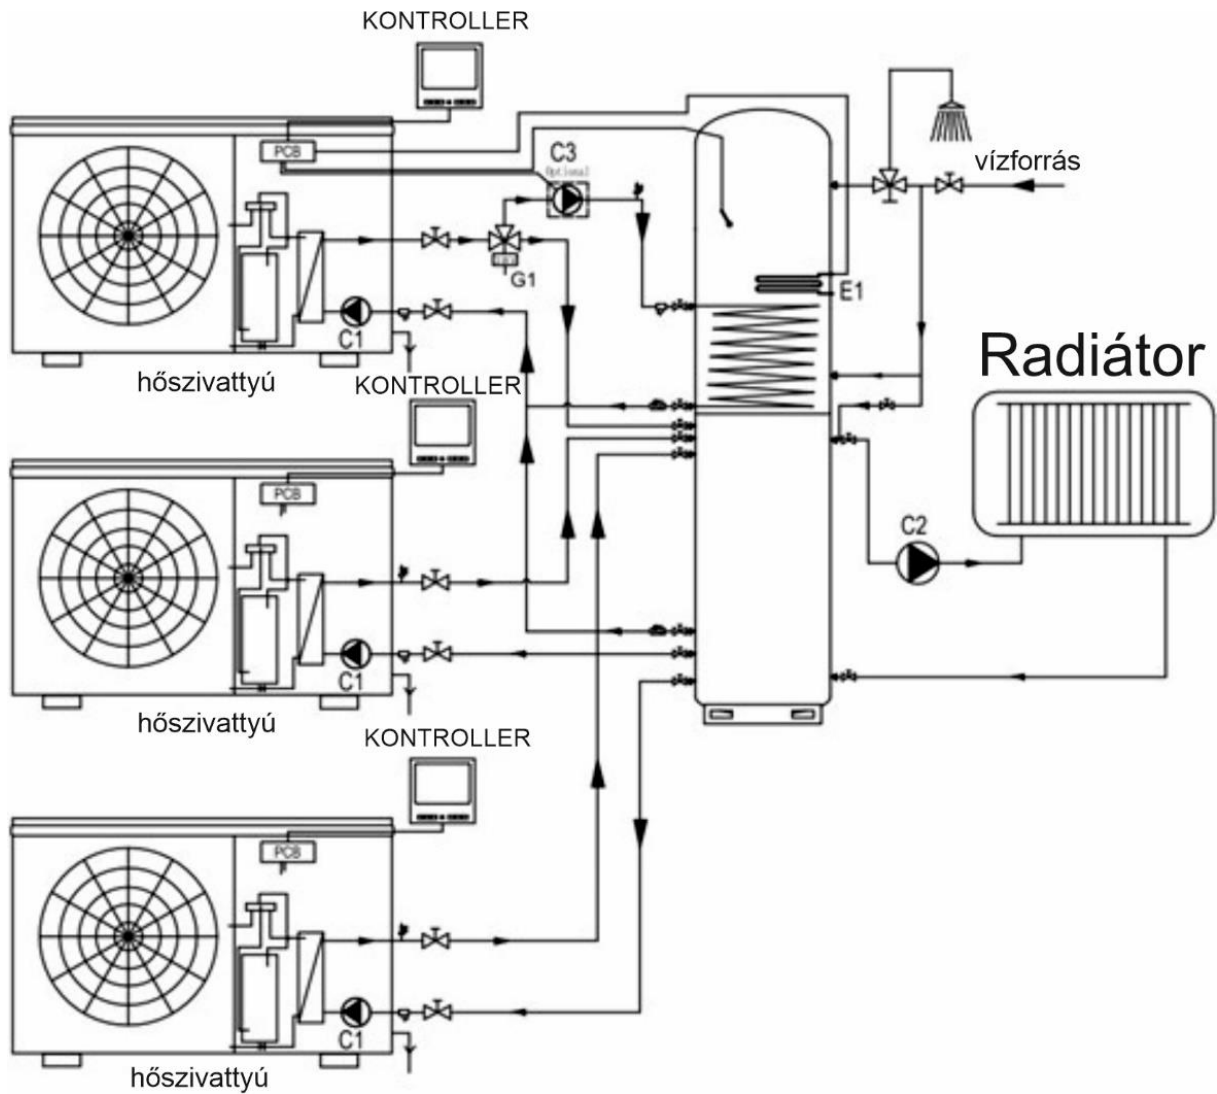 KONTROLLER
PCB
C3
Optional
vízforrás
G1
E1
C1
hőszivattyú
Radiátor
KONTROLLER
PCB
C2
C1
hőszivattyú
KONTROLLER
PCB
C1
hőszivattyú